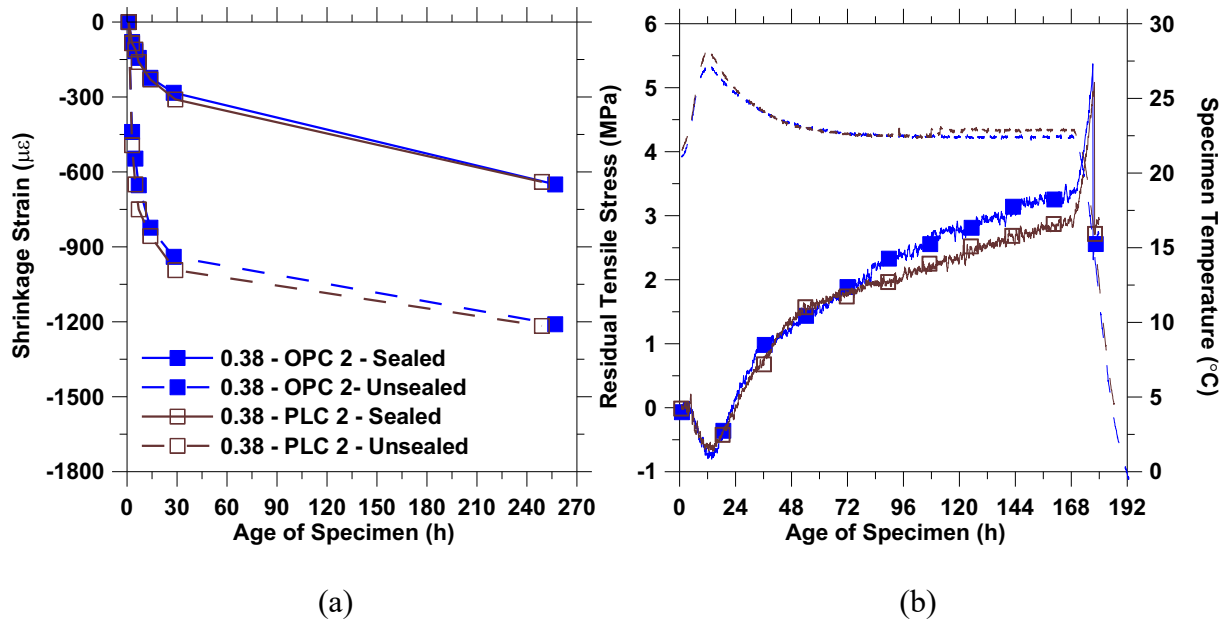 0
-300
-600
-900
-1200
-1500
-1800
Shrinkage Strain (με)
0.38 - OPC 2 - Sealed
0.38 - OPC 2- Unsealed
0.38 - PLC 2 - Sealed
0.38 - PLC 2 - Unsealed
0 30 60 90 120 150 180 210 240 270
Age of Specimen (h)
(a)
6
5
4
3
2
1
0
-1
Residual Tensile Stress (MPa)
30
25
20
15
10
5
0
Specimen Temperature (°C)
0 24 48 72 96 120 144 168 192
Age of Specimen (h)
(b)